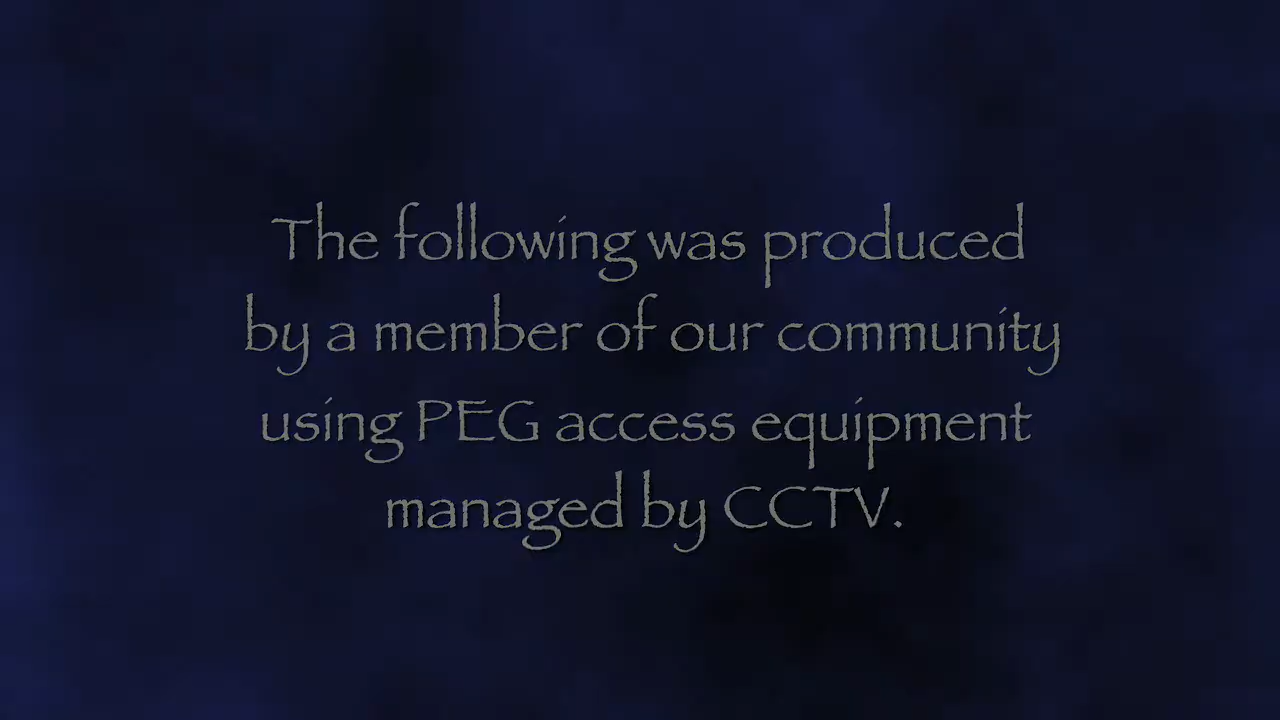 The following was produced
by a member of our community
using PEG access equipment
managed by CCTV.